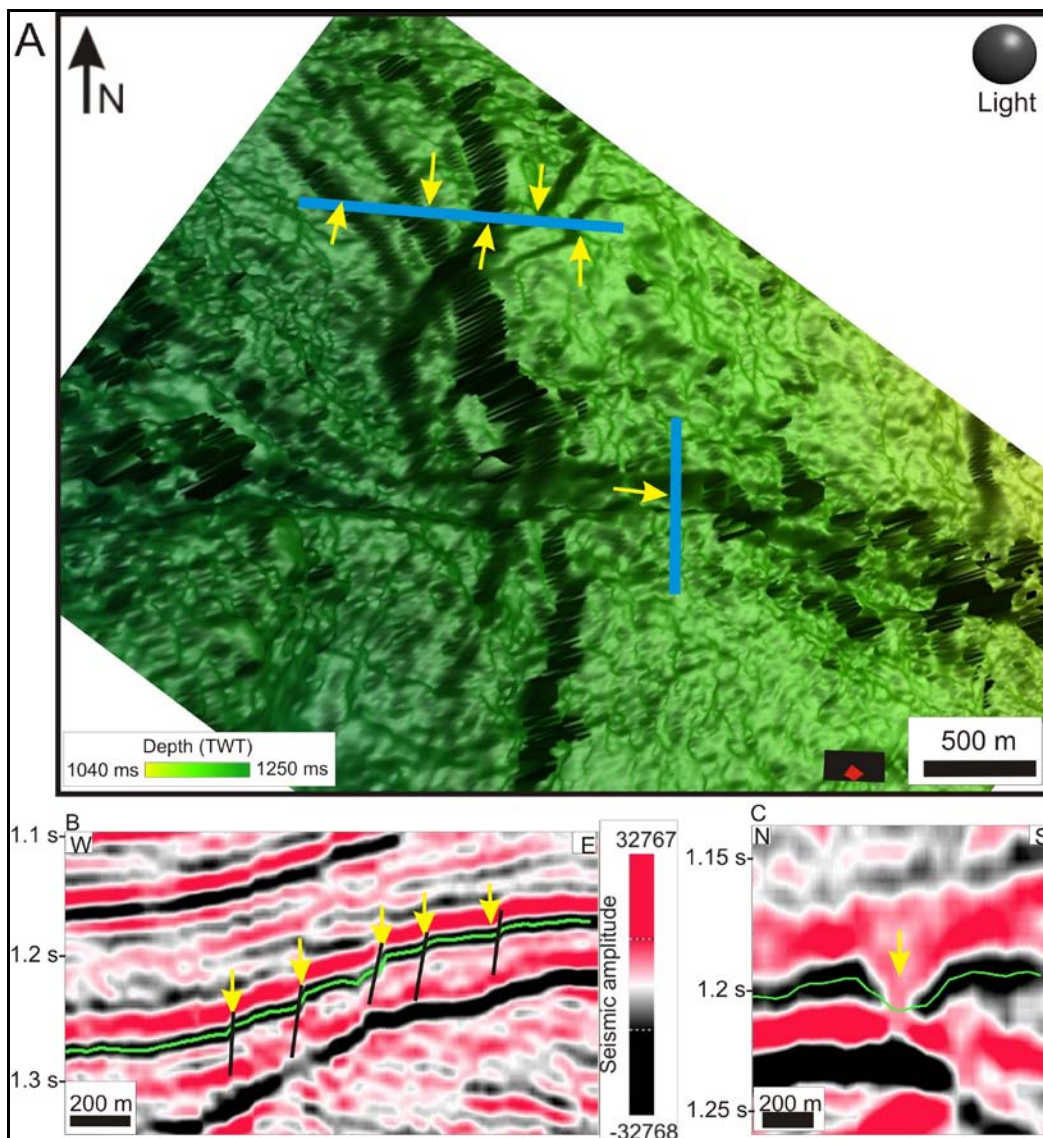 A
N
Light
Depth (TWT)
1040 ms 1250 ms
500 m
B
W E
1.1 s
1.2 s
1.3 s
200 m
32767
Seismic amplitude
-32768
C
N S
1.15 s
1.2 s
1.25 s
200 m